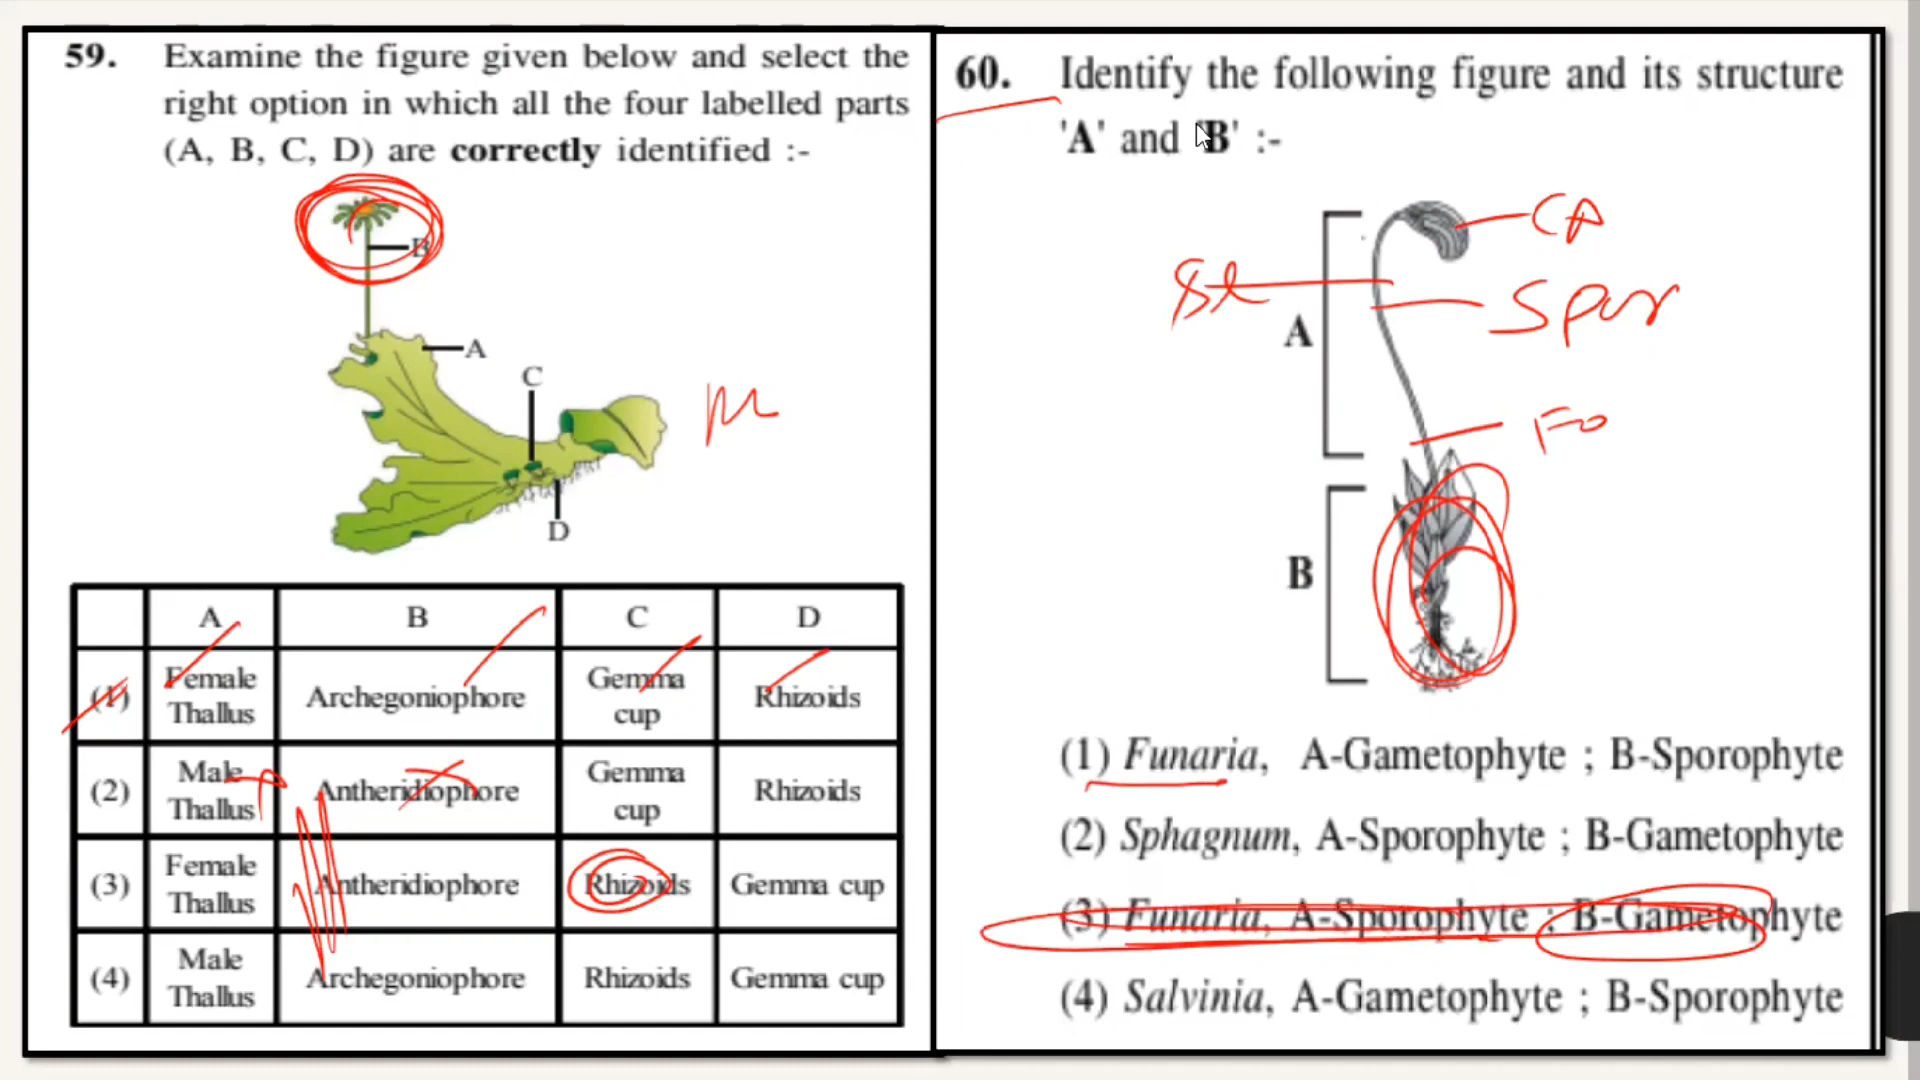 59. Examine the figure given below and select the
right option in which all the four labelled parts
(A, B, C, D) are correctly identified :-
B
A
C
D
A B C D
(1) Female Thallus Archegoniophore Gemma cup Rhizoids
(2) Male Thallus Antheridiophore Gemma cup Rhizoids
(3) Female Thallus Antheridiophore Rhizoids Gemma cup
(4) Male Thallus Archegoniophore Rhizoids Gemma cup
60. Identify the following figure and its structure
'A' and 'B' :-
CA
Spor
A
Fo
B
(1) Funaria, A-Gametophyte ; B-Sporophyte
(2) Sphagnum, A-Sporophyte ; B-Gametophyte
(3) Funaria, A-Sporophyte ; B-Gametophyte
(4) Salvinia, A-Gametophyte ; B-Sporophyte